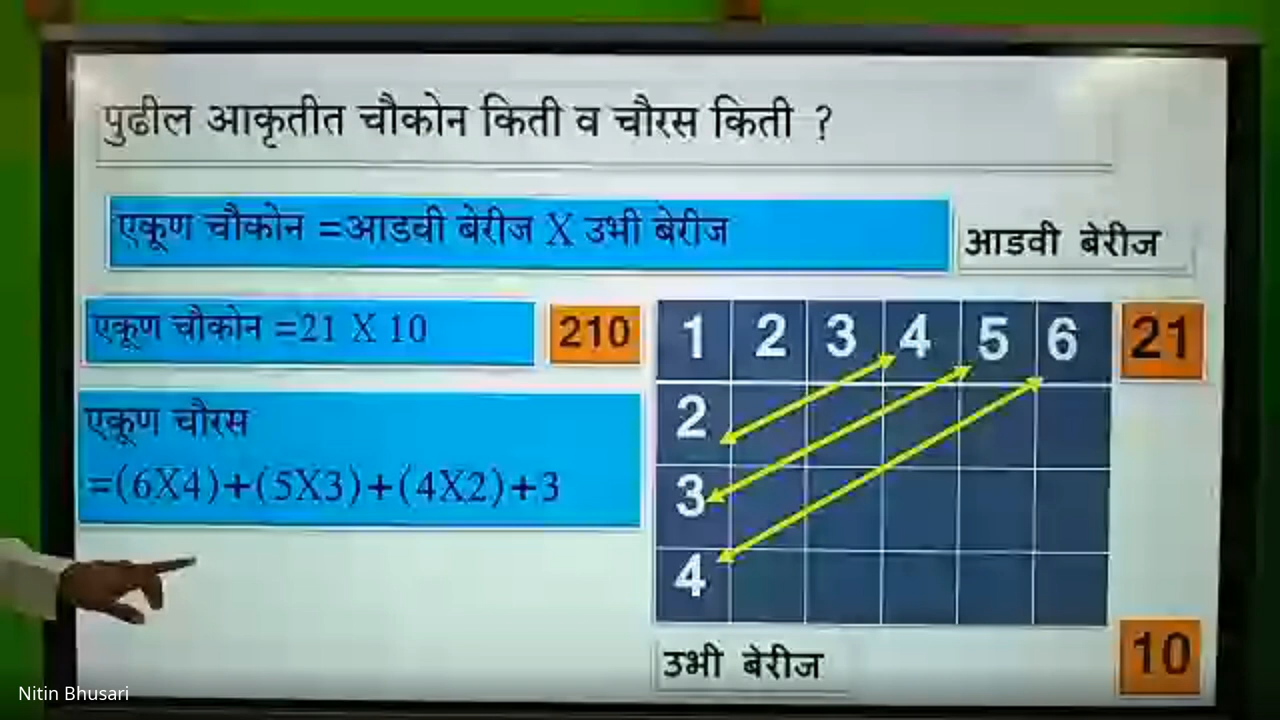 पुढील आकृतीत चौकोन किती व चौरस किती ?
एकूण चौकोन =आडवी बेरीज X उभी बेरीज
आडवी बेरीज
एकूण चौकोन =21 X 10
210
1 2 3 4 5 6
21
2
3
4
एकूण चौरस
=(6X4)+(5X3)+(4X2)+3
उभी बेरीज
10
Nitin Bhusari